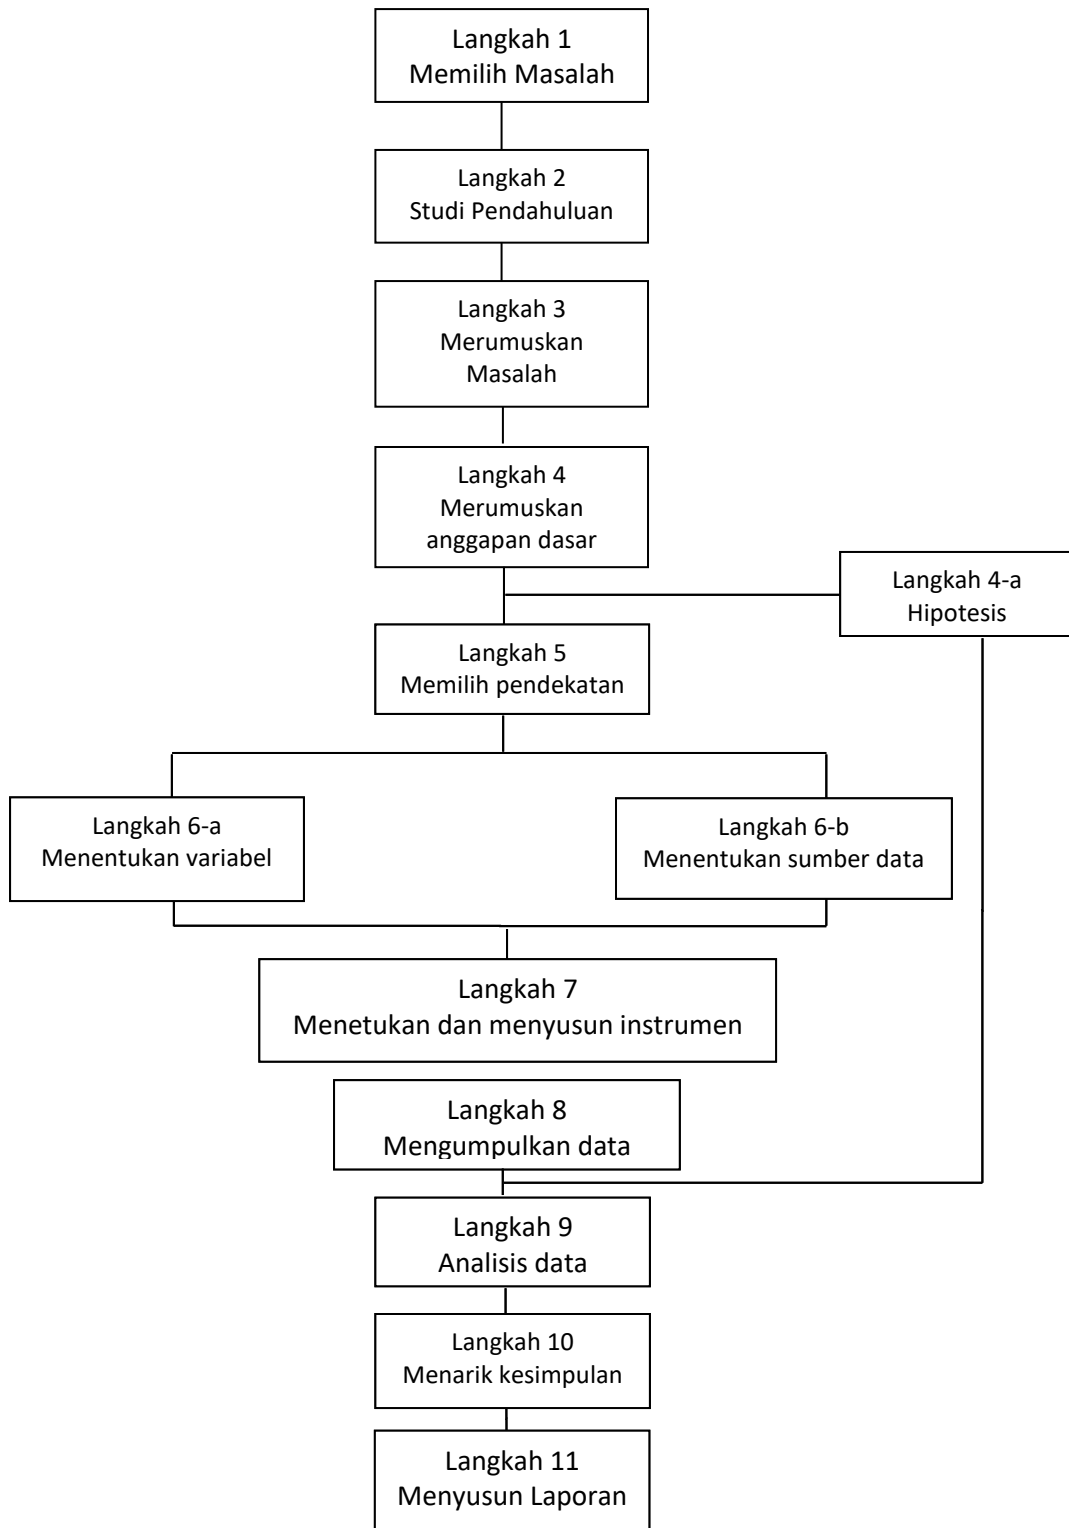 Langkah 1
Memilih Masalah
Langkah 2
Studi Pendahuluan
Langkah 3
Merumuskan
Masalah
Langkah 4
Merumuskan
anggapan dasar
Langkah 4-a
Hipotesis
Langkah 5
Memilih pendekatan
Langkah 6-a
Menentukan variabel
Langkah 6-b
Menentukan sumber data
Langkah 7
Menetukan dan menyusun instrumen
Langkah 8
Mengumpulkan data
Langkah 9
Analisis data
Langkah 10
Menarik kesimpulan
Langkah 11
Menyusun Laporan